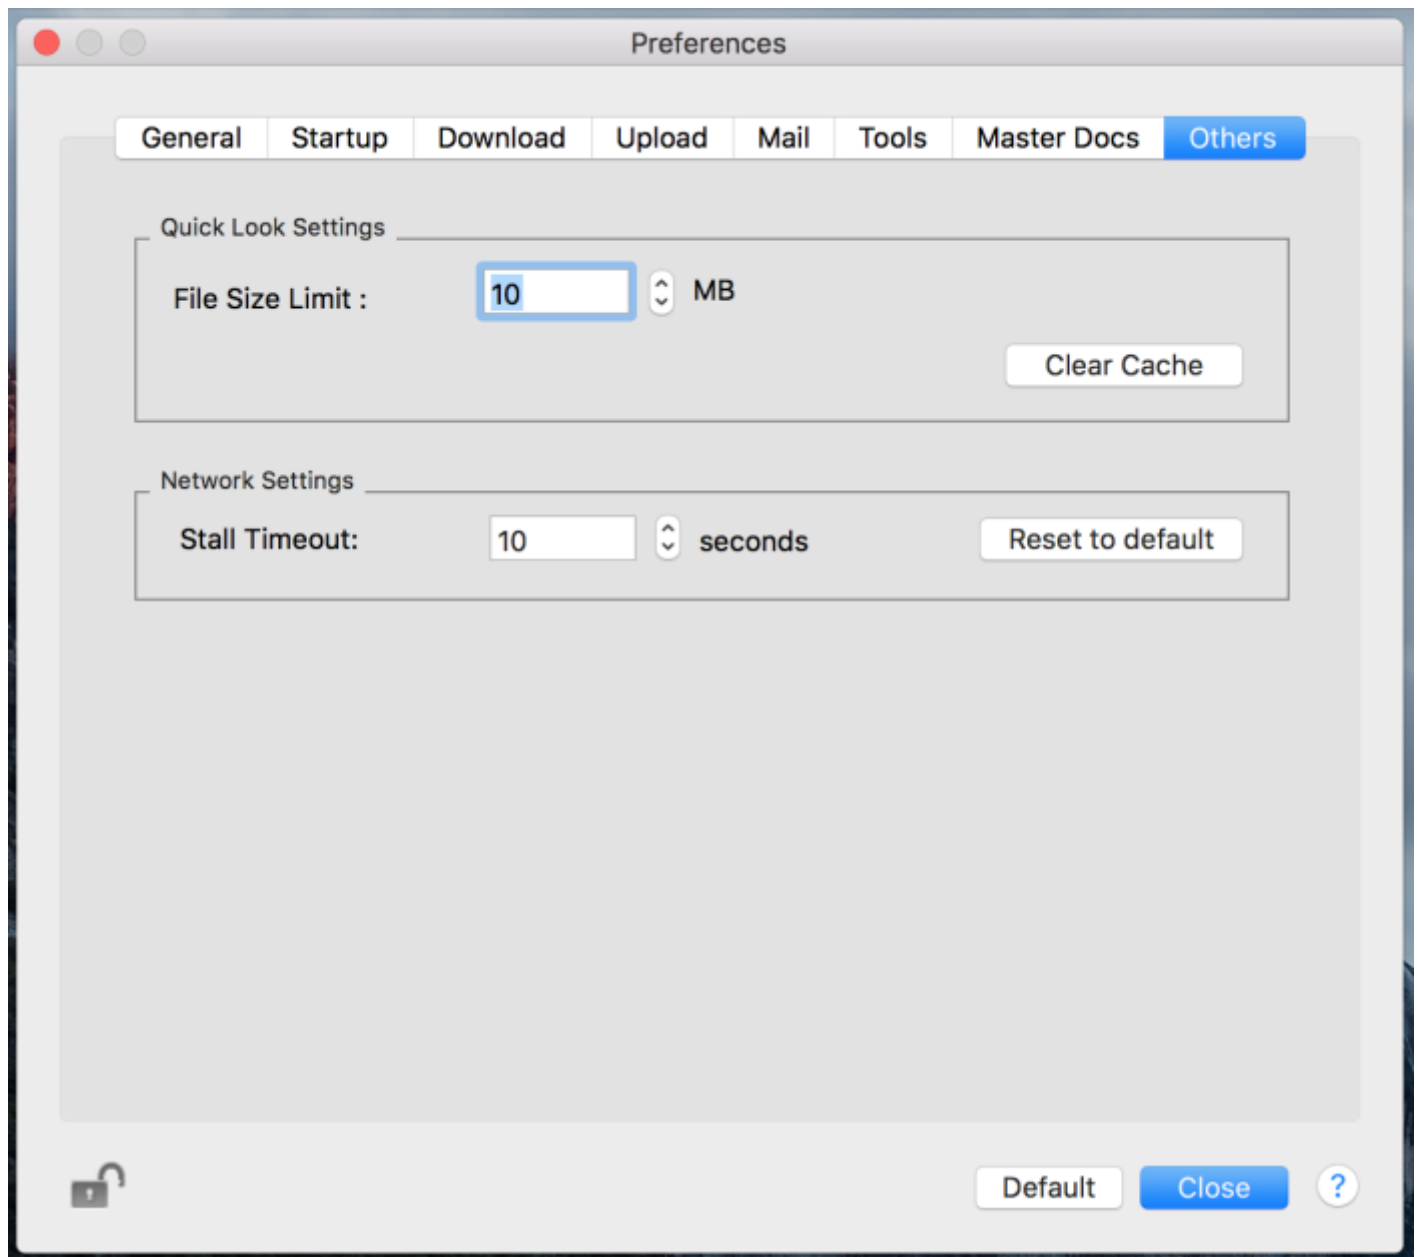 Preferences
General Startup Download Upload Mail Tools Master Docs Others
Quick Look Settings
File Size Limit : 10 MB
Clear Cache
Network Settings
Stall Timeout: 10 seconds Reset to default
Default Close ?